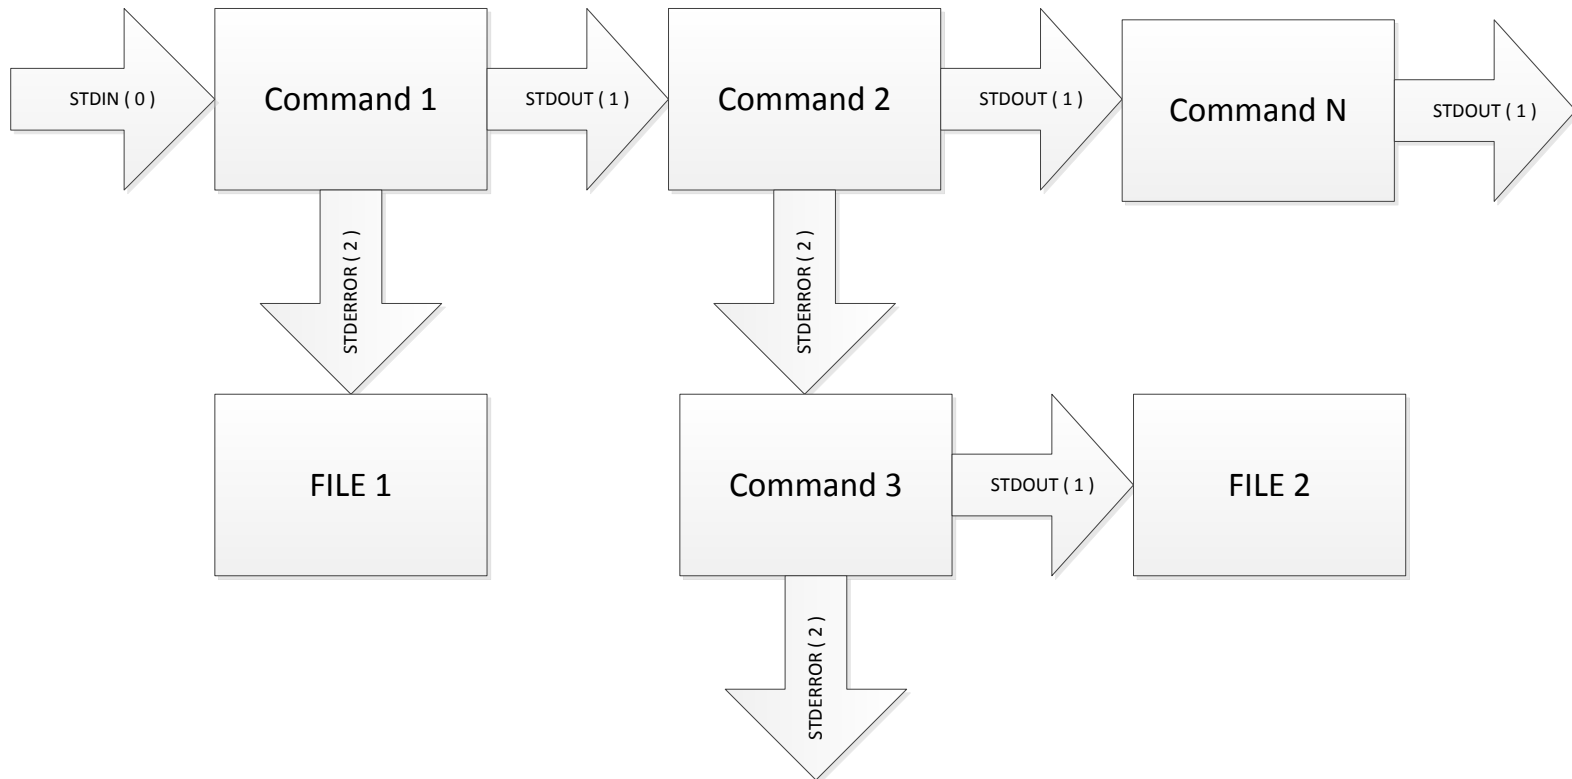 STDIN ( 0 )
Command 1
STDOUT ( 1 )
Command 2
STDOUT ( 1 )
Command N
STDOUT ( 1 )
STDERROR ( 2 )
STDERROR ( 2 )
FILE 1
Command 3
STDOUT ( 1 )
FILE 2
STDERROR ( 2 )